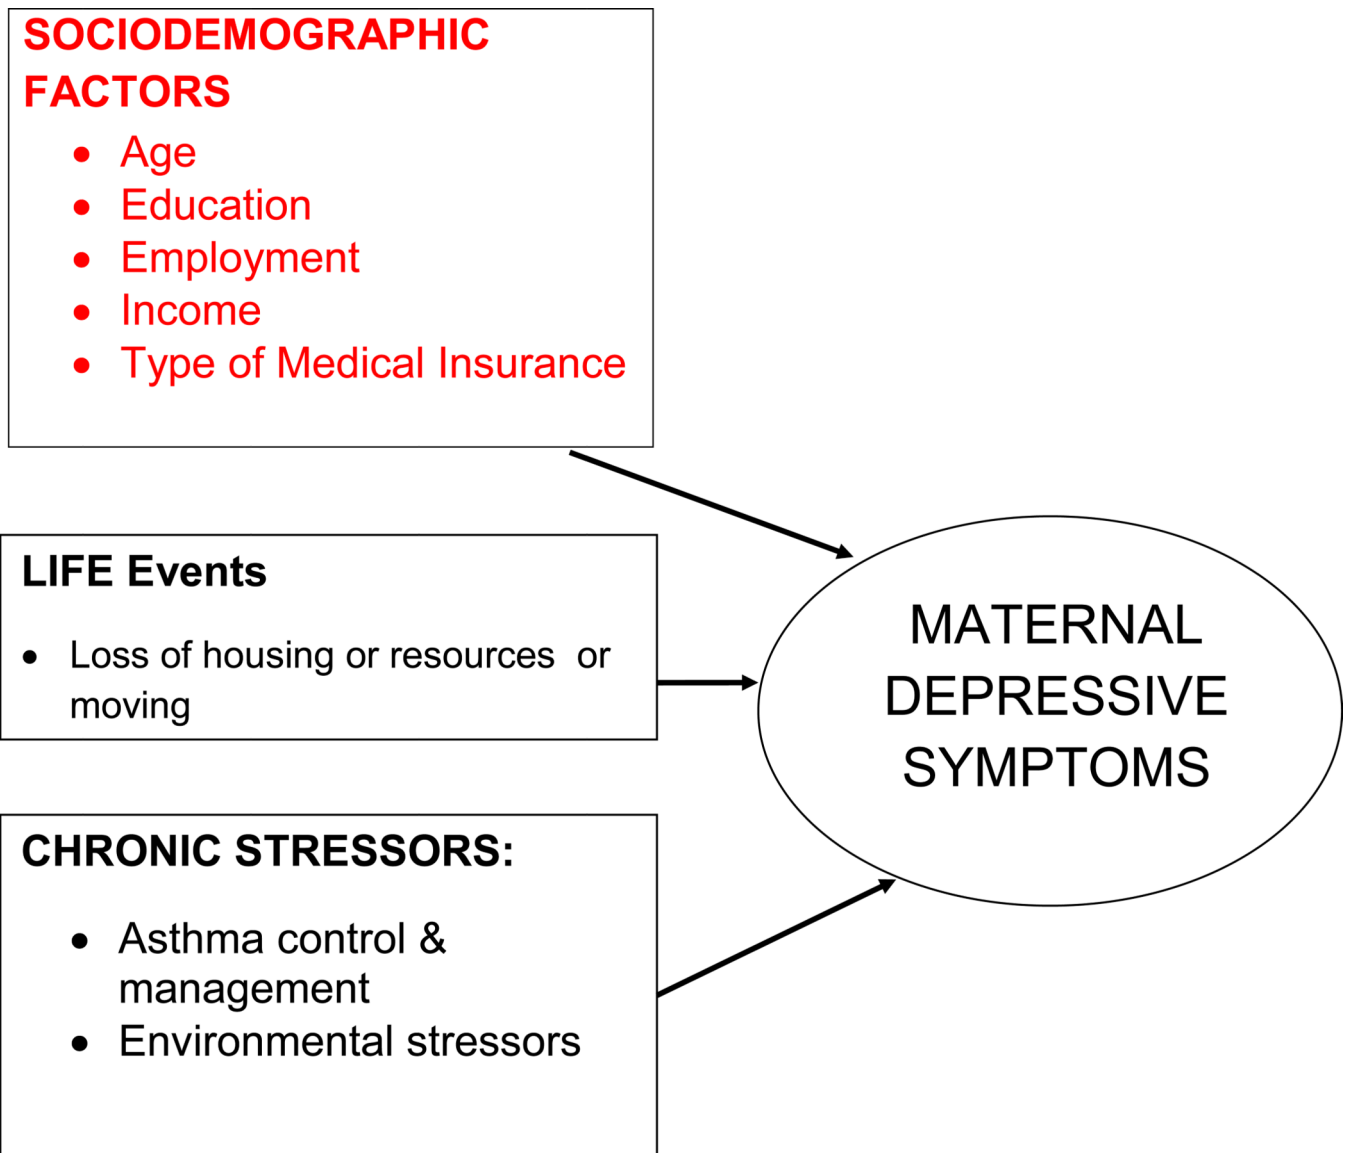 SOCIODEMOGRAPHIC
FACTORS
• Age
• Education
• Employment
• Income
• Type of Medical Insurance
LIFE Events
• Loss of housing or resources or
moving
CHRONIC STRESSORS:
• Asthma control &
management
• Environmental stressors
MATERNAL
DEPRESSIVE
SYMPTOMS